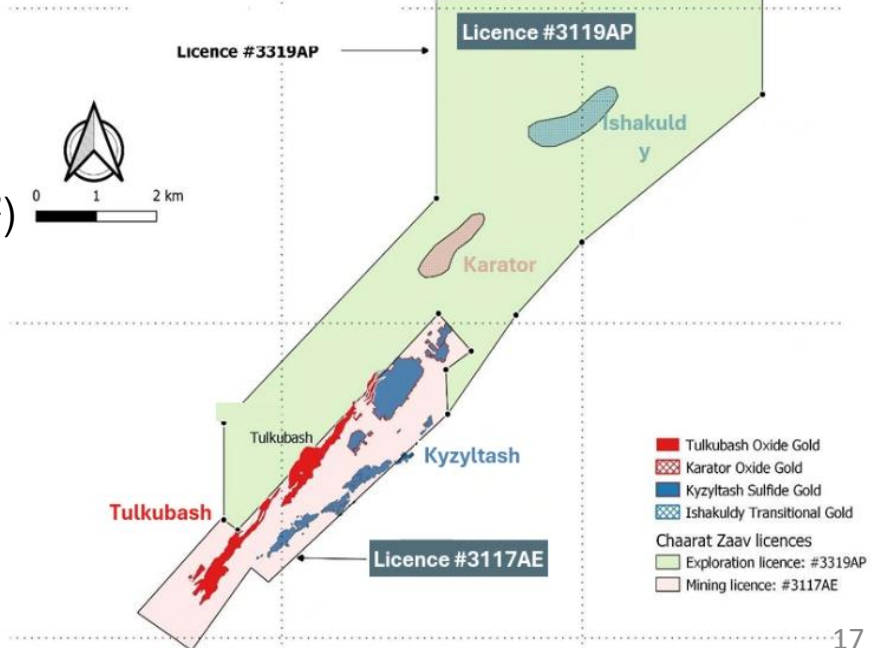 Licence #3319AP
Licence #3119AP
Ishakuld
y
0 1 2 km
)
Karator
Tulkubash
Kyzyltash
Tulkubash
Licence #3117AE
Tulkubash Oxide Gold
Karator Oxide Gold
Kyzyltash Sulfide Gold
Ishakuldy Transitional Gold
Chaarat Zaav licences
Exploration licence: #3319AP
Mining licence: #3117AE
17